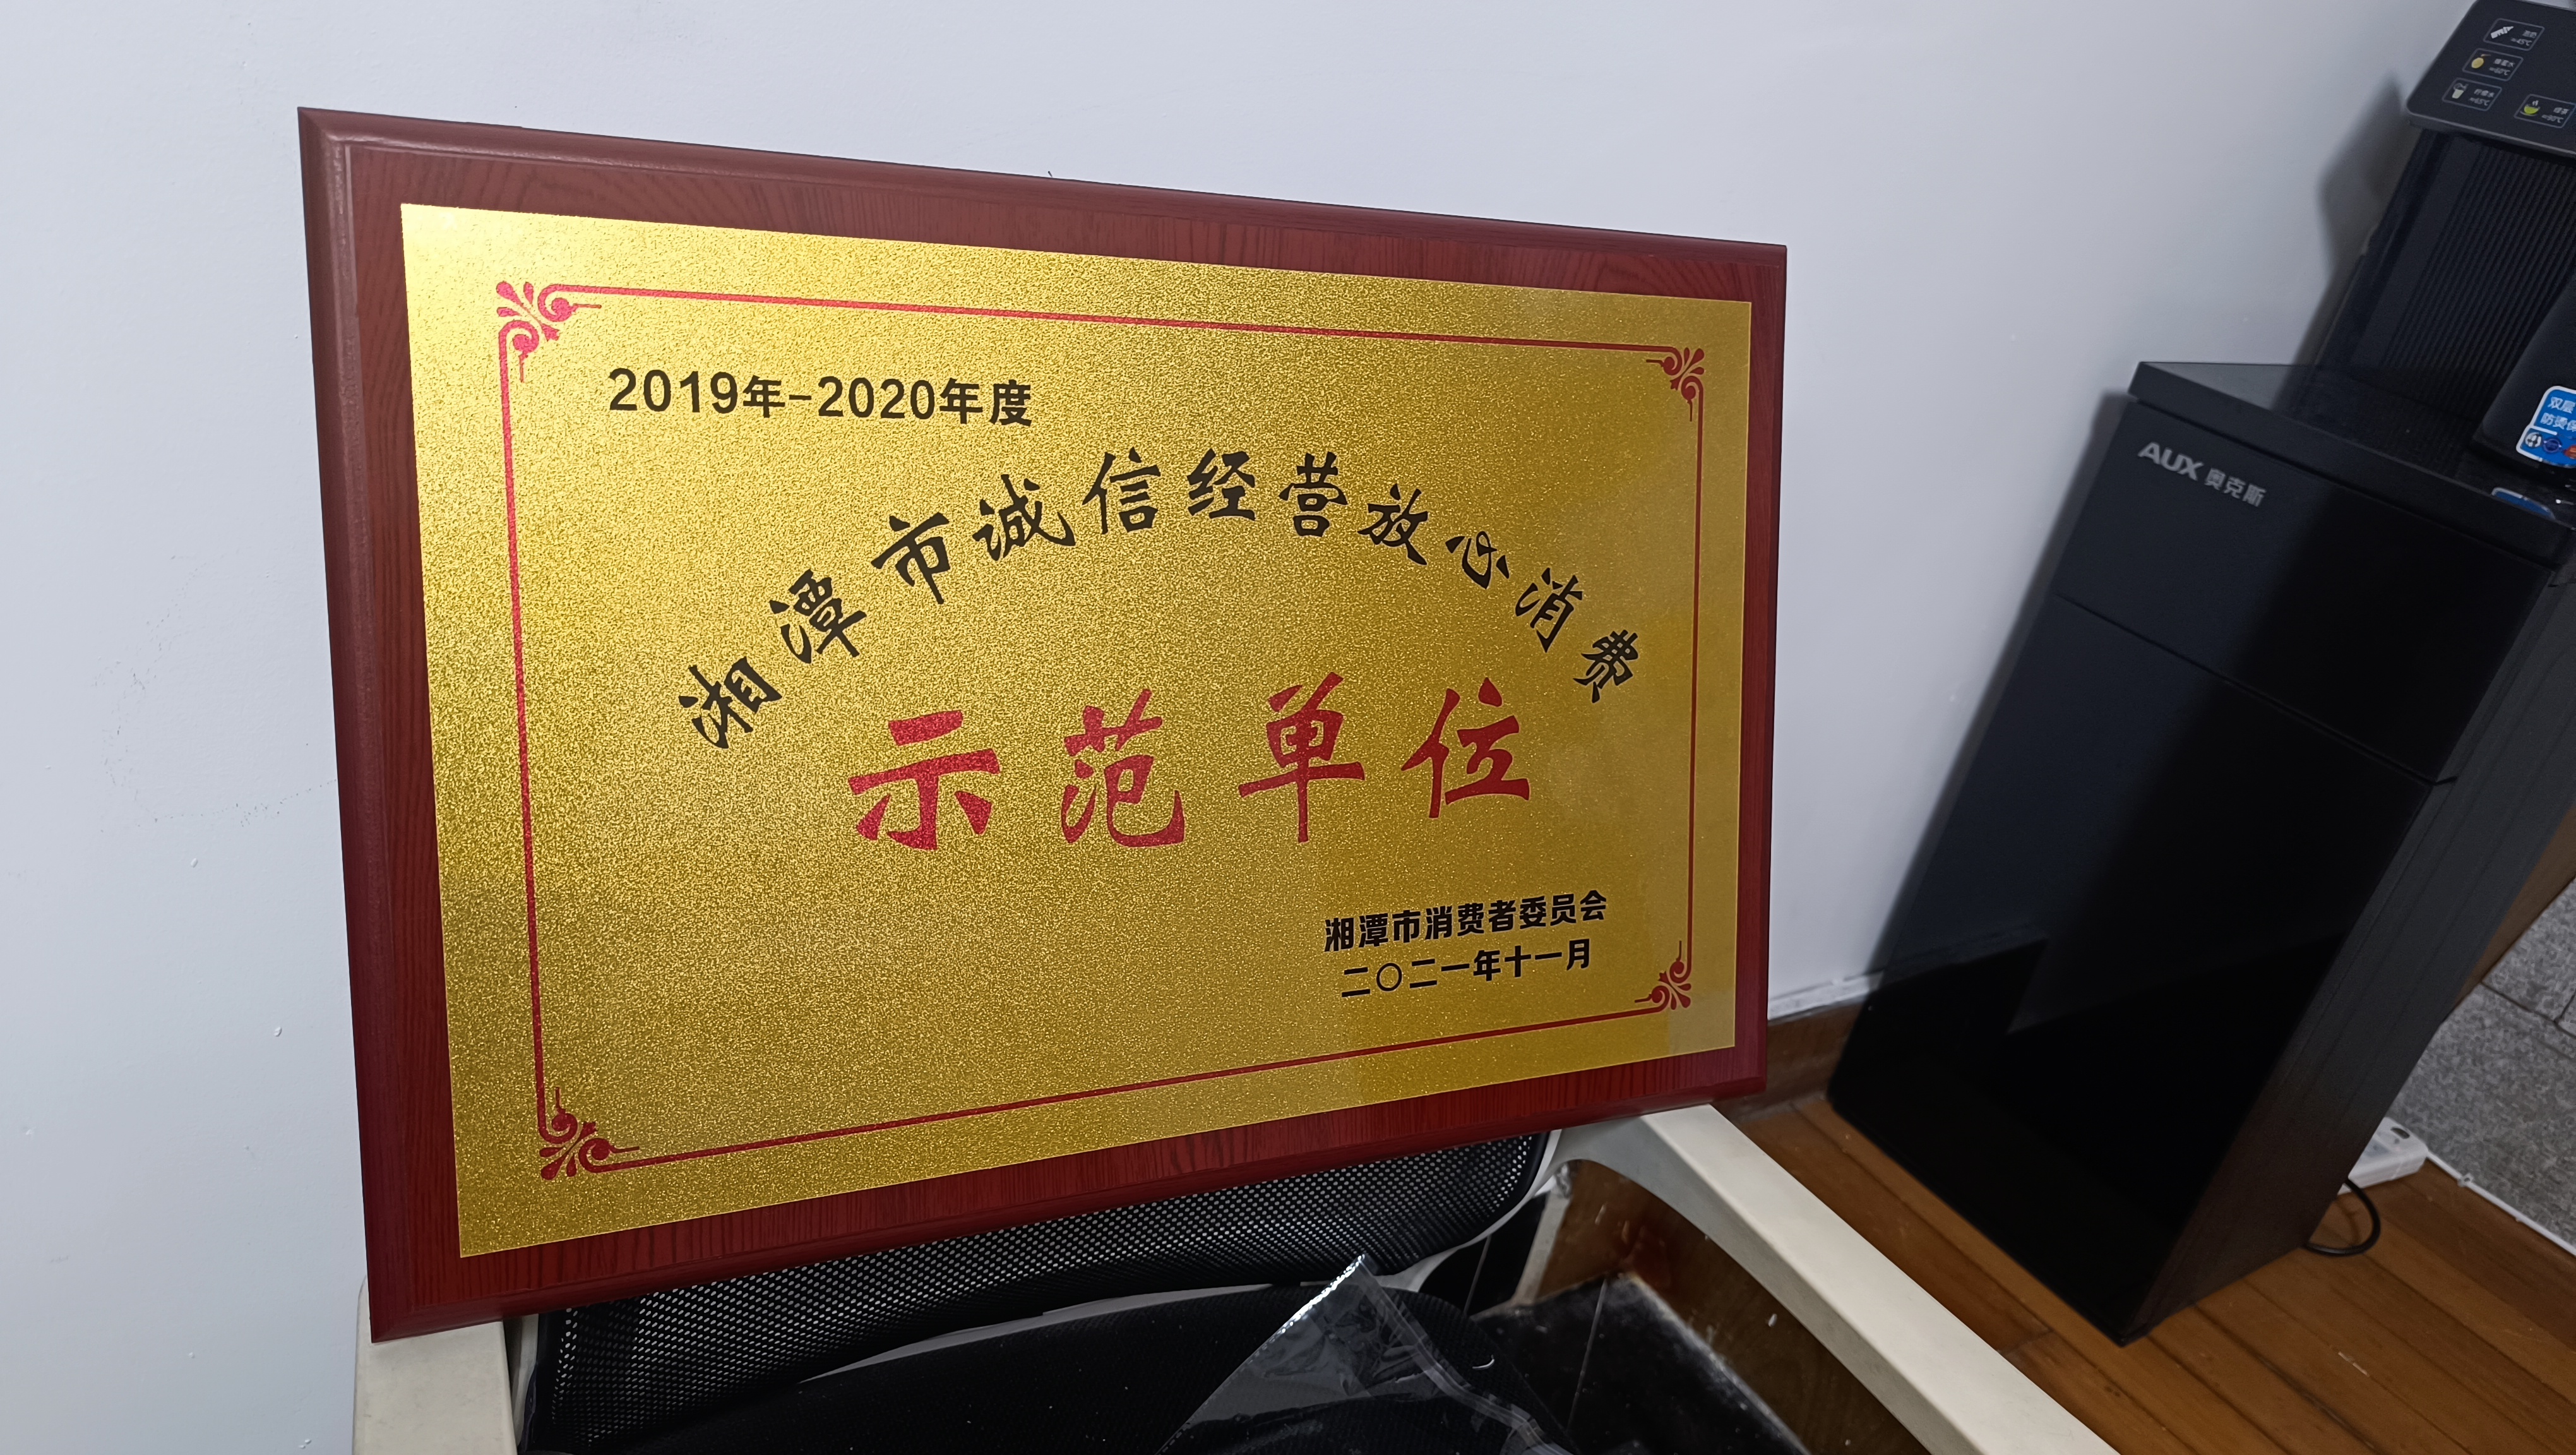 2019年-2020年度
湘潭市诚信经营放心消费
示范单位
湘潭市消费者委员会
二〇二一年十一月
AUX 奥克斯
双层